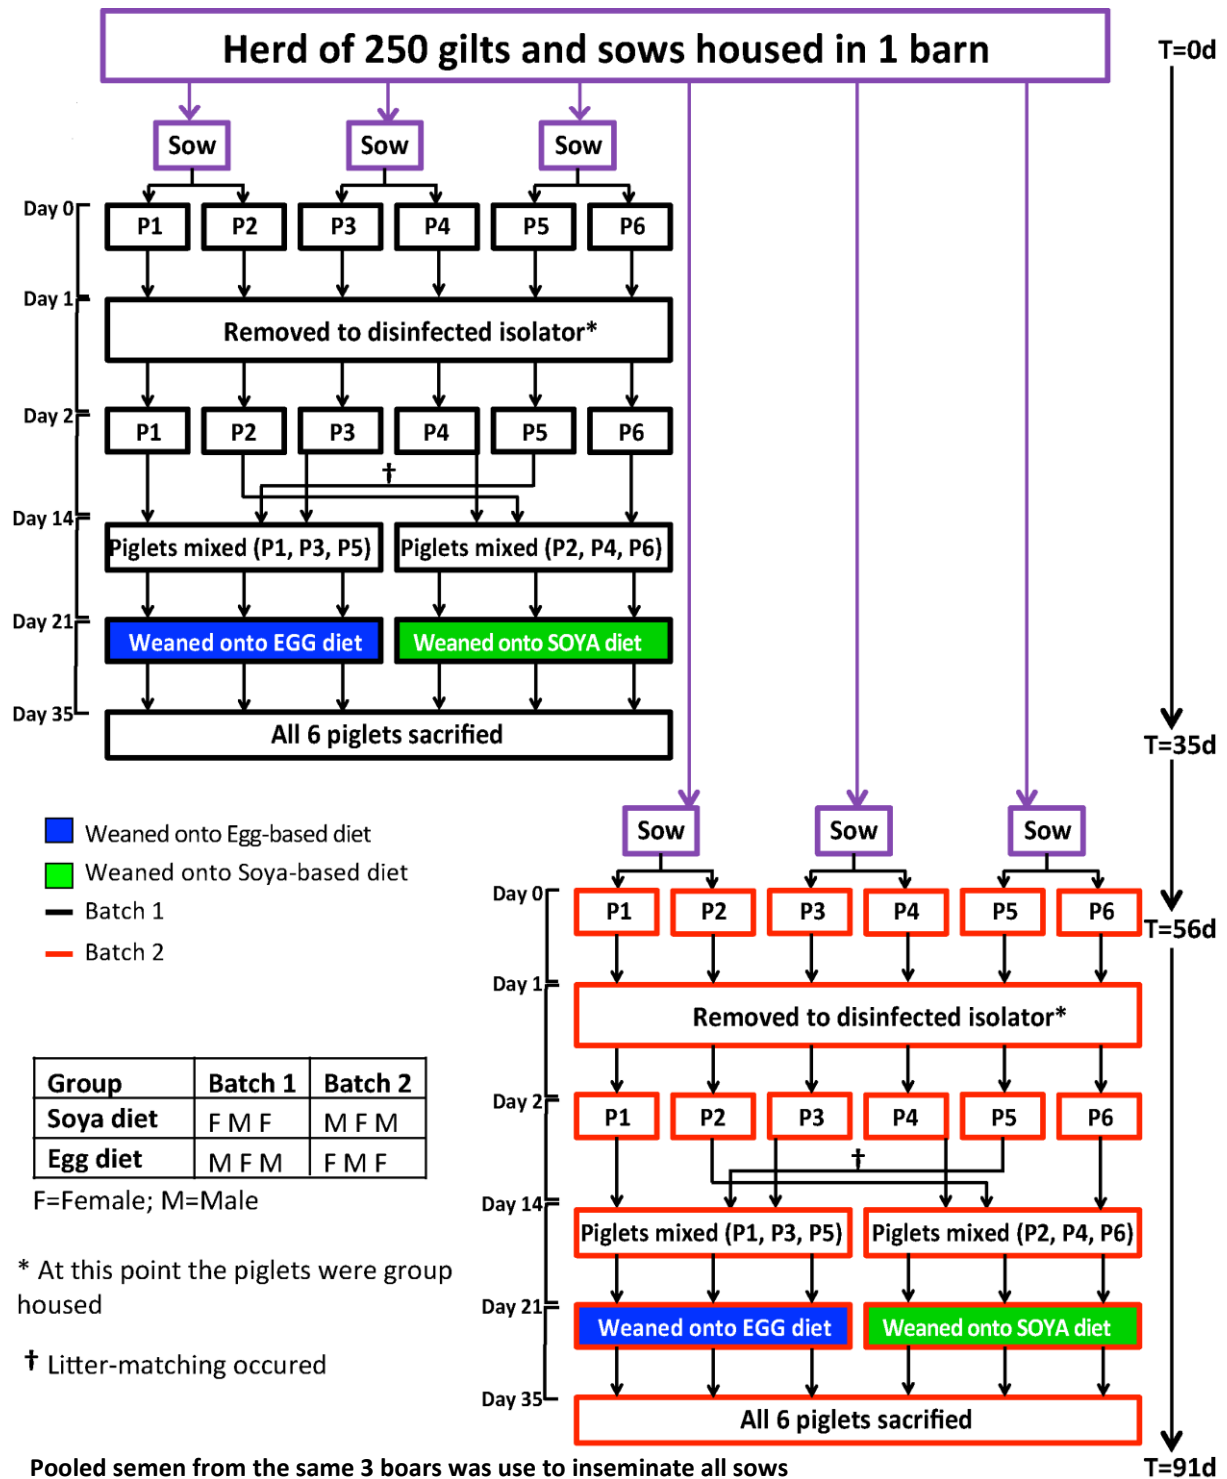 Herd of 250 gilts and sows housed in 1 barn
T=0d
Sow Sow Sow
Day 0
P1 P2 P3 P4 P5 P6
Day 1
Removed to disinfected isolator*
Day 2
P1 P2 P3 P4 P5 P6
†
Day 14
Piglets mixed (P1, P3, P5) Piglets mixed (P2, P4, P6)
Day 21
Weaned onto EGG diet Weaned onto SOYA diet
Day 35
All 6 piglets sacrified
T=35d
Weaned onto Egg-based diet
Weaned onto Soya-based diet
Batch 1
Batch 2
Sow Sow Sow
Day 0
P1 P2 P3 P4 P5 P6
T=56d
Day 1
Removed to disinfected isolator*
Day 2
P1 P2 P3 P4 P5 P6
†
Day 14
Piglets mixed (P1, P3, P5) Piglets mixed (P2, P4, P6)
Day 21
Weaned onto EGG diet Weaned onto SOYA diet
Day 35
All 6 piglets sacrified
T=91d
Group Batch 1 Batch 2
Soya diet F M F M F M
Egg diet M F M F M F
F=Female; M=Male
* At this point the piglets were group
housed
† Litter-matching occured
Pooled semen from the same 3 boars was use to inseminate all sows